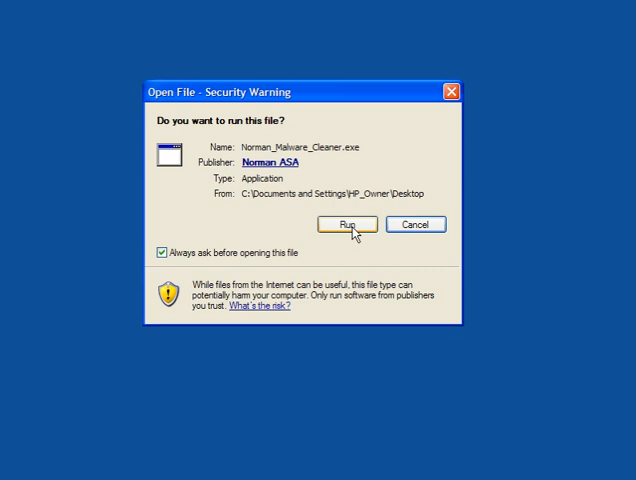 Open File - Security Warning
Do you want to run this file?
Name: Norman_Malware_Cleaner.exe
Publisher: Norman ASA
Type: Application
From: C:\Documents and Settings\HP_Owner\Desktop
Run Cancel
Always ask before opening this file
While files from the Internet can be useful, this file type can
potentially harm your computer. Only run software from publishers
you trust. What's the risk?